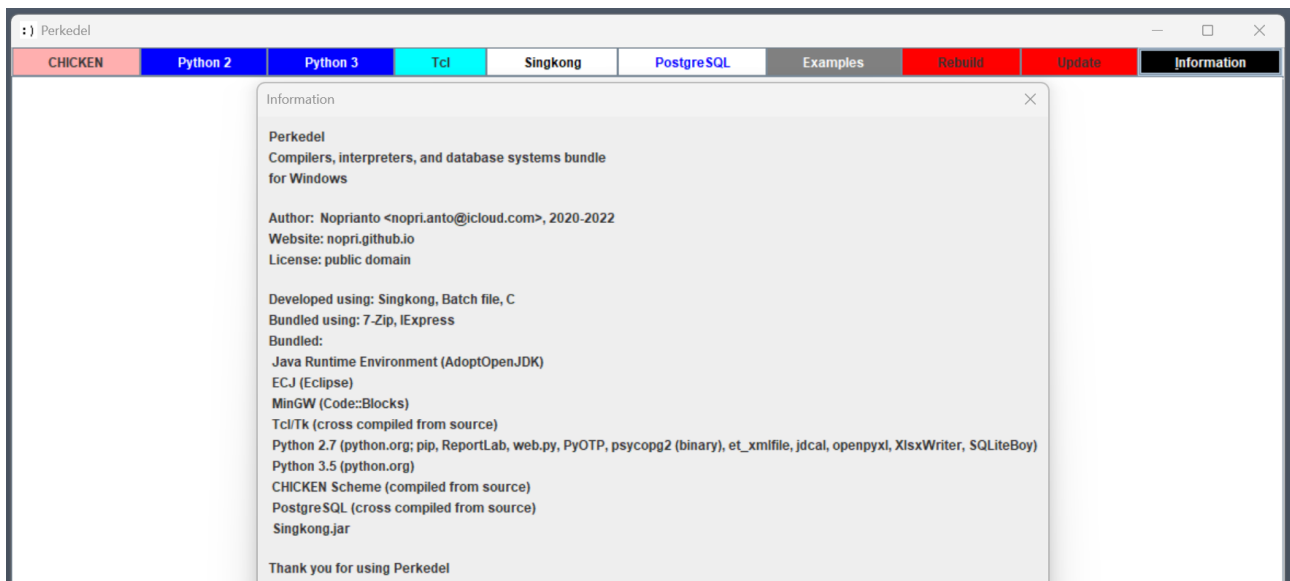 :) Perkedel
CHICKEN Python 2 Python 3 Tcl Singkong PostgreSQL Examples Rebuild Update Information
Information
Perkedel
Compilers, interpreters, and database systems bundle
for Windows
Author: Noprianto <nopri.anto@icloud.com>, 2020-2022
Website: nopri.github.io
License: public domain
Developed using: Singkong, Batch file, C
Bundled using: 7-Zip, IExpress
Bundled:
Java Runtime Environment (AdoptOpenJDK)
ECJ (Eclipse)
MinGW (Code::Blocks)
Tcl/Tk (cross compiled from source)
Python 2.7 (python.org; pip, ReportLab, web.py, PyOTP, psycopg2 (binary), et_xmlfile, jdcal, openpyxl, XlsxWriter, SQLiteBoy)
Python 3.5 (python.org)
CHICKEN Scheme (compiled from source)
PostgreSQL (cross compiled from source)
Singkong.jar
Thank you for using Perkedel